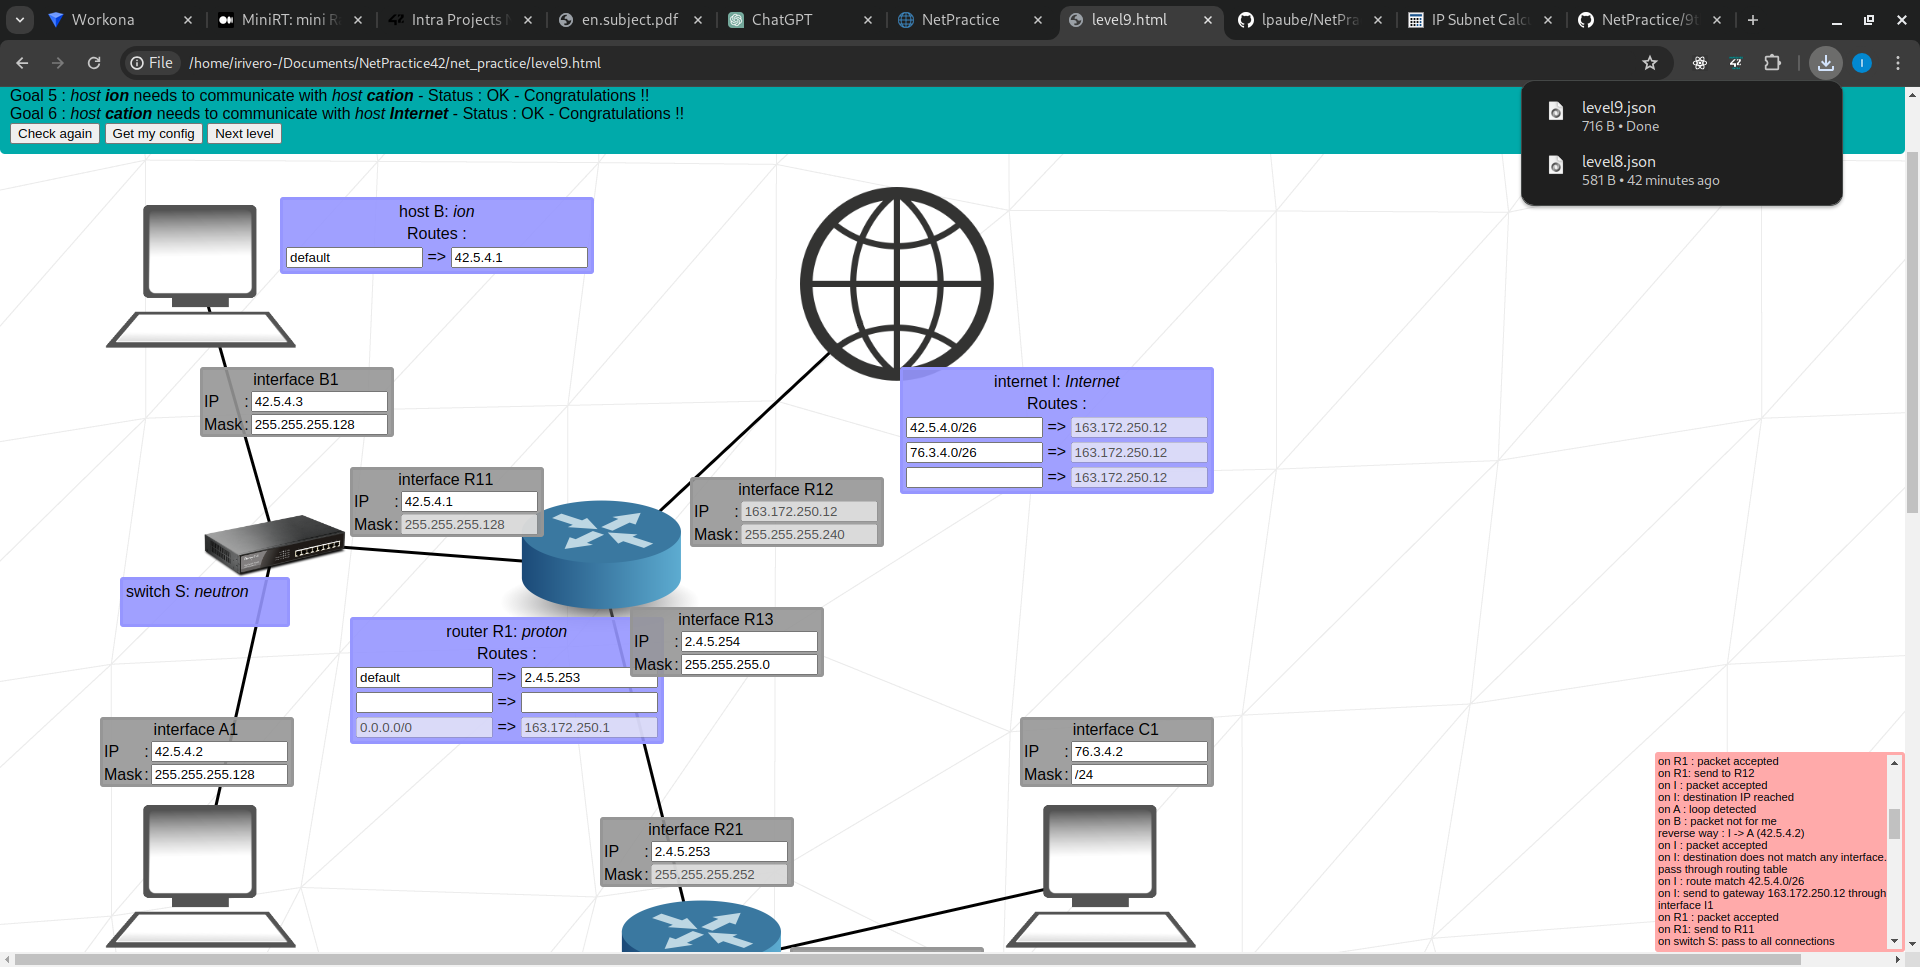 Workona
MiniRT: mini R
Intra Projects
en.subject.pdf
ChatGPT
NetPractice
level9.html
lpaube/NetPra
IP Subnet Calc
NetPractice/9t
File
/home/irivero-/Documents/NetPractice42/net_practice/level9.html
I
Goal 5 : host ion needs to communicate with host cation - Status : OK - Congratulations !!
Goal 6 : host cation needs to communicate with host Internet - Status : OK - Congratulations !!
Check again Get my config Next level
level9.json
716 B • Done
level8.json
581 B • 42 minutes ago
host B: ion
Routes :
default => 42.5.4.1
interface B1
IP : 42.5.4.3
Mask : 255.255.255.128
internet I: Internet
Routes :
42.5.4.0/26 => 163.172.250.12
76.3.4.0/26 => 163.172.250.12
=> 163.172.250.12
interface R11
IP : 42.5.4.1
Mask : 255.255.255.128
interface R12
IP : 163.172.250.12
Mask : 255.255.255.240
switch S: neutron
interface R13
IP : 2.4.5.254
Mask : 255.255.255.0
router R1: proton
Routes :
default => 2.4.5.253
=>
0.0.0.0/0 => 163.172.250.1
interface A1
IP : 42.5.4.2
Mask : 255.255.255.128
interface C1
IP : 76.3.4.2
Mask : /24
interface R21
IP : 2.4.5.253
Mask : 255.255.255.252
on R1 : packet accepted
on R1: send to R12
on I : packet accepted
on I: destination IP reached
on A : loop detected
on B : packet not for me
reverse way : I -> A (42.5.4.2)
on I : packet accepted
on I: destination does not match any interface.
pass through routing table
on I : route match 42.5.4.0/26
on I: send to gateway 163.172.250.12 through
interface I1
on R1 : packet accepted
on R1: send to R11
on switch S: pass to all connections